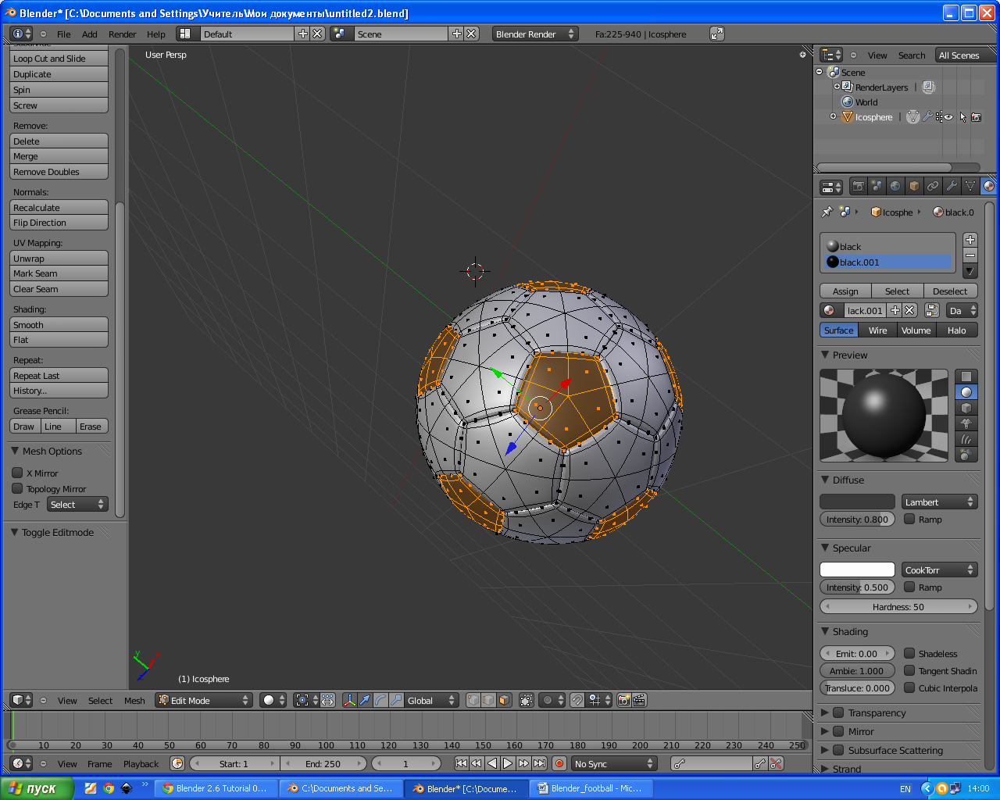 Blender* [C:\Documents and Settings\Учитель\Мои документы\untitled2.blend]
File Add Render Help Default Scene Blender Render Fa:225-940 | Icosphere
Subdivide
Loop Cut and Slide
Duplicate
Spin
Screw
Remove:
Delete
Merge
Remove Doubles
Normals:
Recalculate
Flip Direction
UV Mapping:
Unwrap
Mark Seam
Clear Seam
Shading:
Smooth
Flat
Repeat:
Repeat Last
History...
Grease Pencil:
Draw Line Erase
Mesh Options
X Mirror
Topology Mirror
Edge T Select
Toggle Editmode
User Persp
y
x
(1) Icosphere
View Select Mesh Edit Mode Global
View Search All Scenes
Scene
RenderLayers |
World
Icosphere |
Icosphe black.0
black
black.001
Assign Select Deselect
lack.001 Da
Surface Wire Volume Halo
Preview
Diffuse
Lambert
Intensity: 0.800 Ramp
Specular
CookTorr
Intensity: 0.500 Ramp
Hardness: 50
Shading
Emit: 0.00 Shadeless
Ambie: 1.000 Tangent Shadin
Transluce: 0.000 Cubic Interpola
Transparency
Mirror
Subsurface Scattering
Strand
10 20 30 40 50 60 70 80 90 100 110 120 130 140 150 160 170 180 190 200 210 220 230 240 250
View Frame Playback Start: 1 End: 250 1 No Sync
пуск Blender 2.6 Tutorial 0... C:\Documents and Se... Blender* [C:\Docume... Blender_football - Mic... EN 14:00